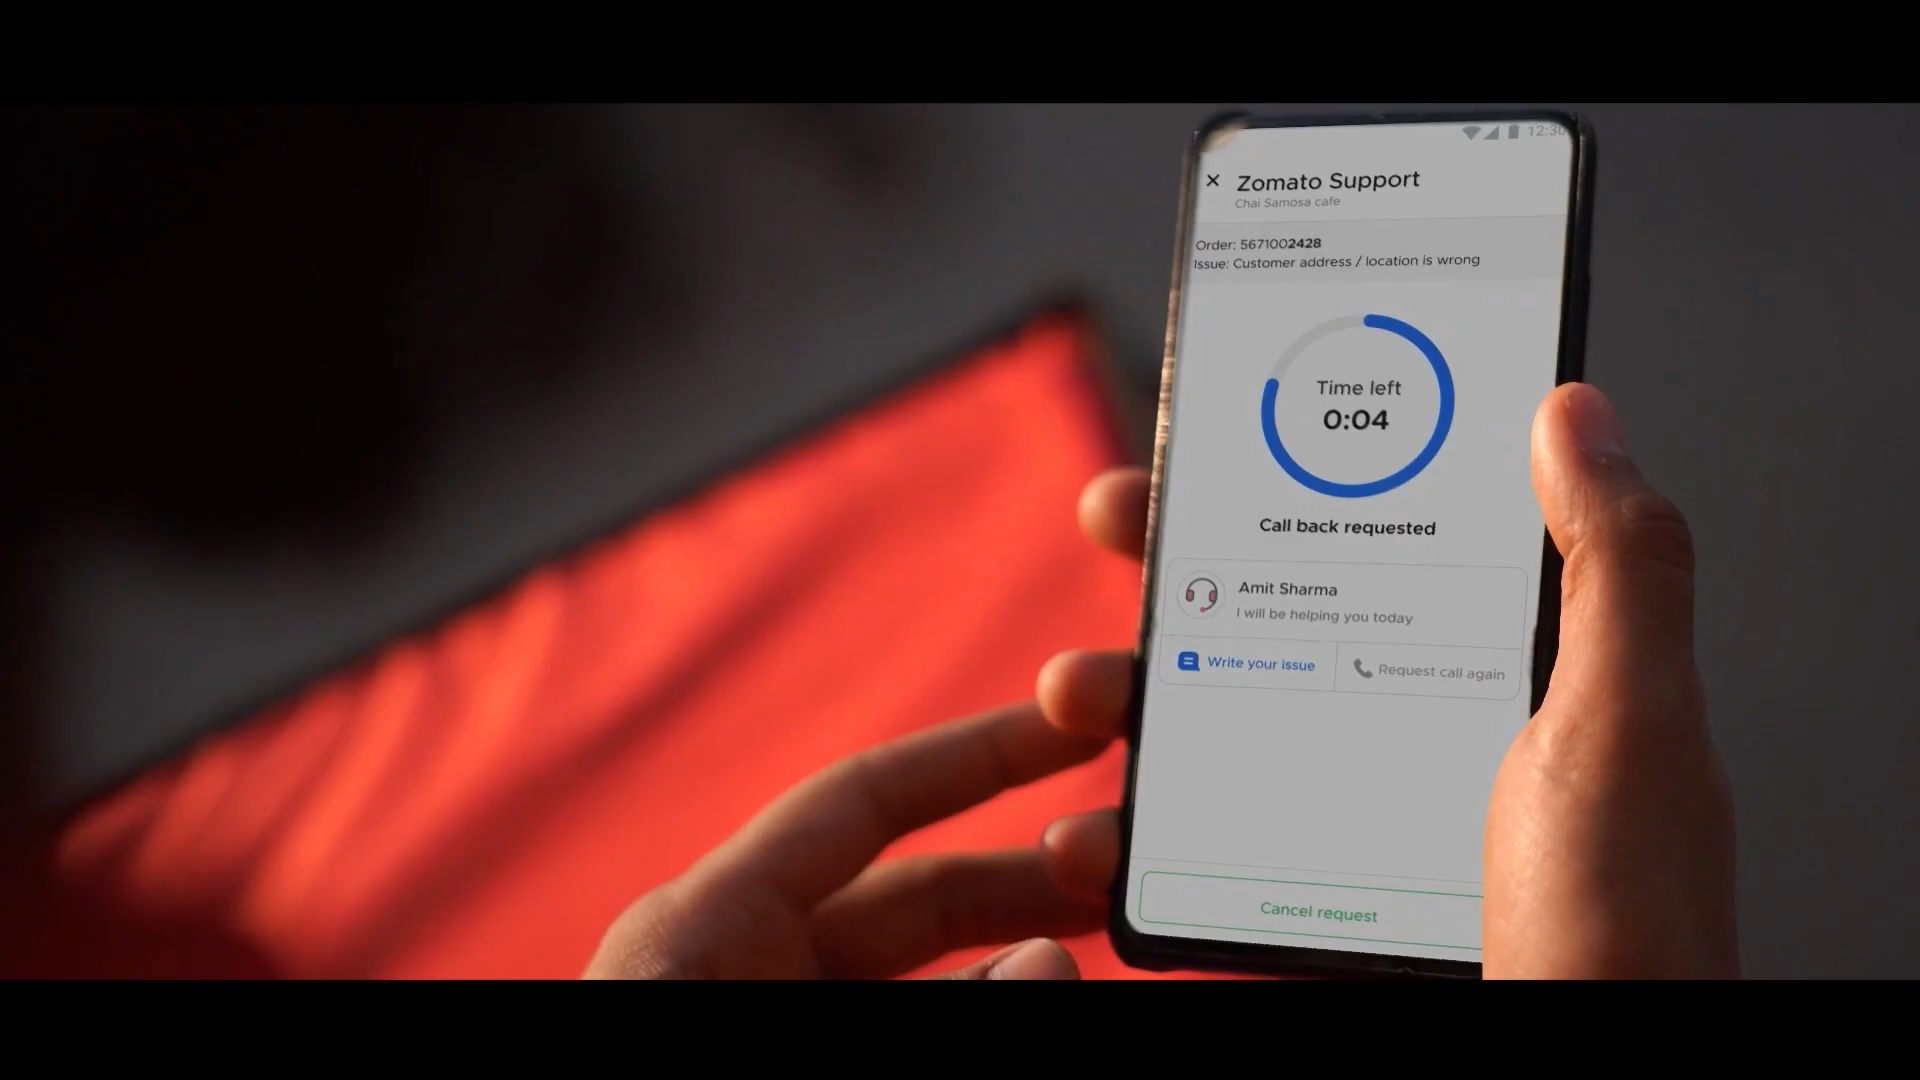 12:30
Zomato Support
Chai Samosa cafe
Order: 5671002428
Issue: Customer address / location is wrong
Time left
0:04
Call back requested
Amit Sharma
I will be helping you today
Write your issue
Request call again
Cancel request